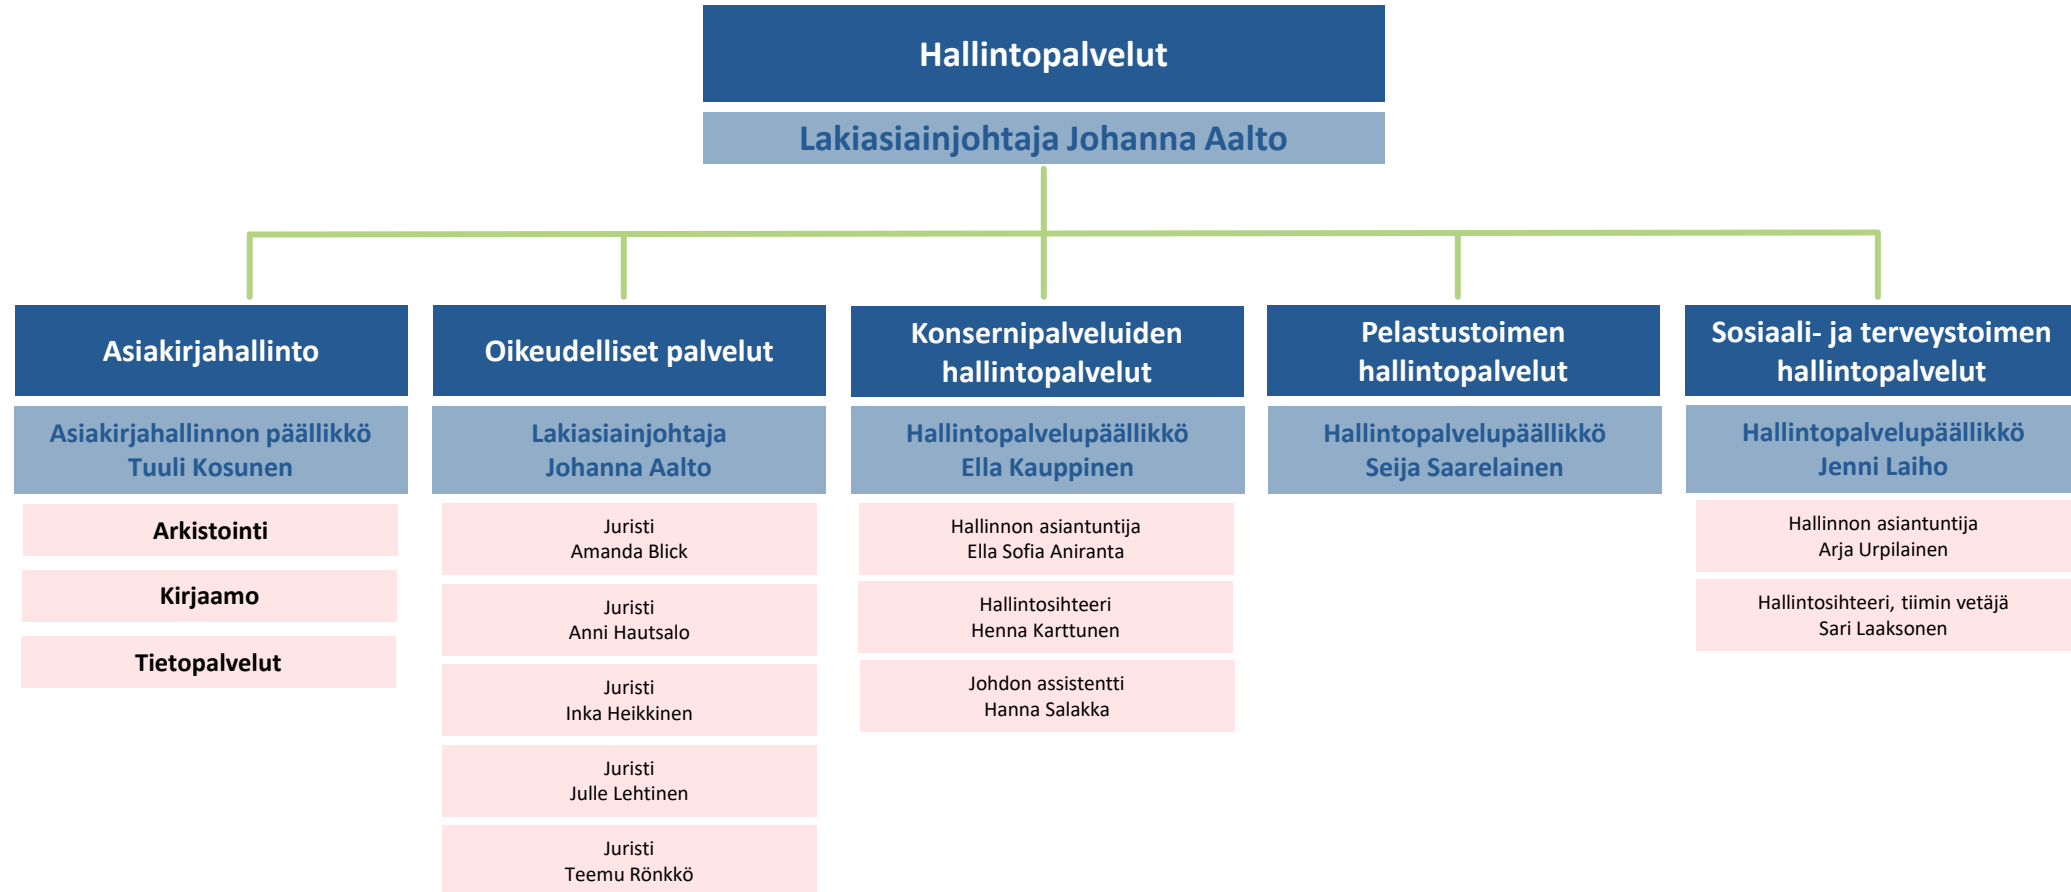 Hallintopalvelut
Lakiasiainjohtaja Johanna Aalto
Asiakirjahallinto
Asiakirjahallinnon päällikkö
Tuuli Kosunen
Arkistointi
Kirjaamo
Tietopalvelut
Oikeudelliset palvelut
Lakiasiainjohtaja
Johanna Aalto
Juristi
Amanda Blick
Juristi
Anni Hautsalo
Juristi
Inka Heikkinen
Juristi
Julle Lehtinen
Juristi
Teemu Rönkkö
Konsernipalveluiden
hallintopalvelut
Hallintopalvelupäällikkö
Ella Kauppinen
Hallinnon asiantuntija
Ella Sofia Aniranta
Hallintosihteeri
Henna Karttunen
Johdon assistentti
Hanna Salakka
Pelastustoimen
hallintopalvelut
Hallintopalvelupäällikkö
Seija Saarelainen
Sosiaali- ja terveystoimen
hallintopalvelut
Hallintopalvelupäällikkö
Jenni Laiho
Hallinnon asiantuntija
Arja Urpilainen
Hallintosihteeri, tiimin vetäjä
Sari Laaksonen